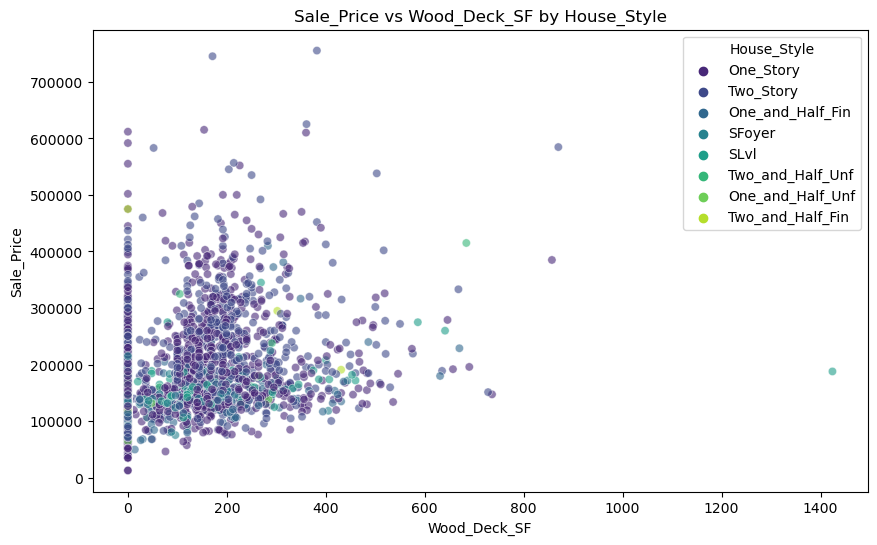 Sale_Price vs Wood_Deck_SF by House_Style
House_Style
One_Story
Two_Story
One_and_Half_Fin
SFoyer
SLvl
Two_and_Half_Unf
One_and_Half_Unf
Two_and_Half_Fin
Sale_Price
700000
600000
500000
400000
300000
200000
100000
0
0 200 400 600 800 1000 1200 1400
Wood_Deck_SF